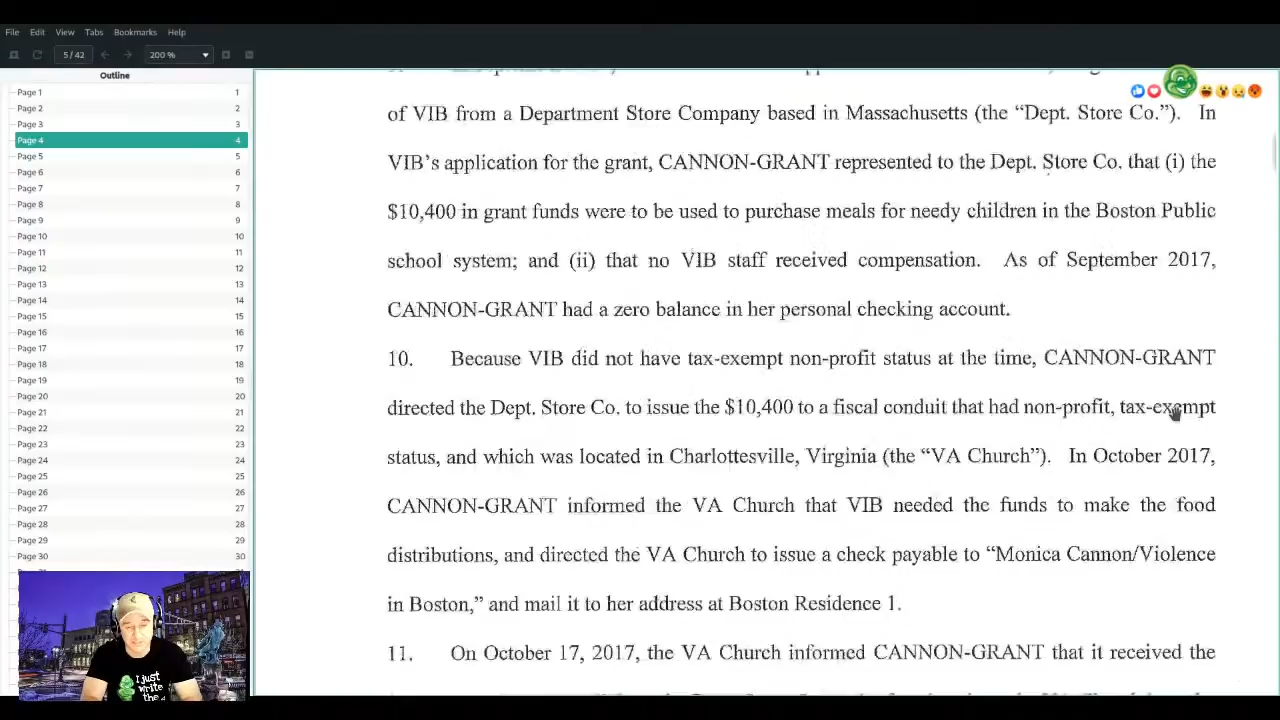 File Edit View Tabs Bookmarks Help
5 / 42
200 %
Outline
Page 1 1
Page 2 2
Page 3 3
Page 4 4
Page 5 5
Page 6 6
Page 7 7
Page 8 8
Page 9 9
Page 10 10
Page 11 11
Page 12 12
Page 13 13
Page 14 14
Page 15 15
Page 16 16
Page 17 17
Page 18 18
Page 19 19
Page 20 20
Page 21 21
Page 22 22
Page 23 23
Page 24 24
Page 25 25
Page 26 26
Page 27 27
Page 28 28
Page 29 29
Page 30 30
of VIB from a Department Store Company based in Massachusetts (the “Dept. Store Co.”). In
VIB’s application for the grant, CANNON-GRANT represented to the Dept. Store Co. that (i) the
$10,400 in grant funds were to be used to purchase meals for needy children in the Boston Public
school system; and (ii) that no VIB staff received compensation. As of September 2017,
CANNON-GRANT had a zero balance in her personal checking account.
10. Because VIB did not have tax-exempt non-profit status at the time, CANNON-GRANT
directed the Dept. Store Co. to issue the $10,400 to a fiscal conduit that had non-profit, tax-exempt
status, and which was located in Charlottesville, Virginia (the “VA Church”). In October 2017,
CANNON-GRANT informed the VA Church that VIB needed the funds to make the food
distributions, and directed the VA Church to issue a check payable to “Monica Cannon/Violence
in Boston,” and mail it to her address at Boston Residence 1.
11. On October 17, 2017, the VA Church informed CANNON-GRANT that it received the
I just
write
the